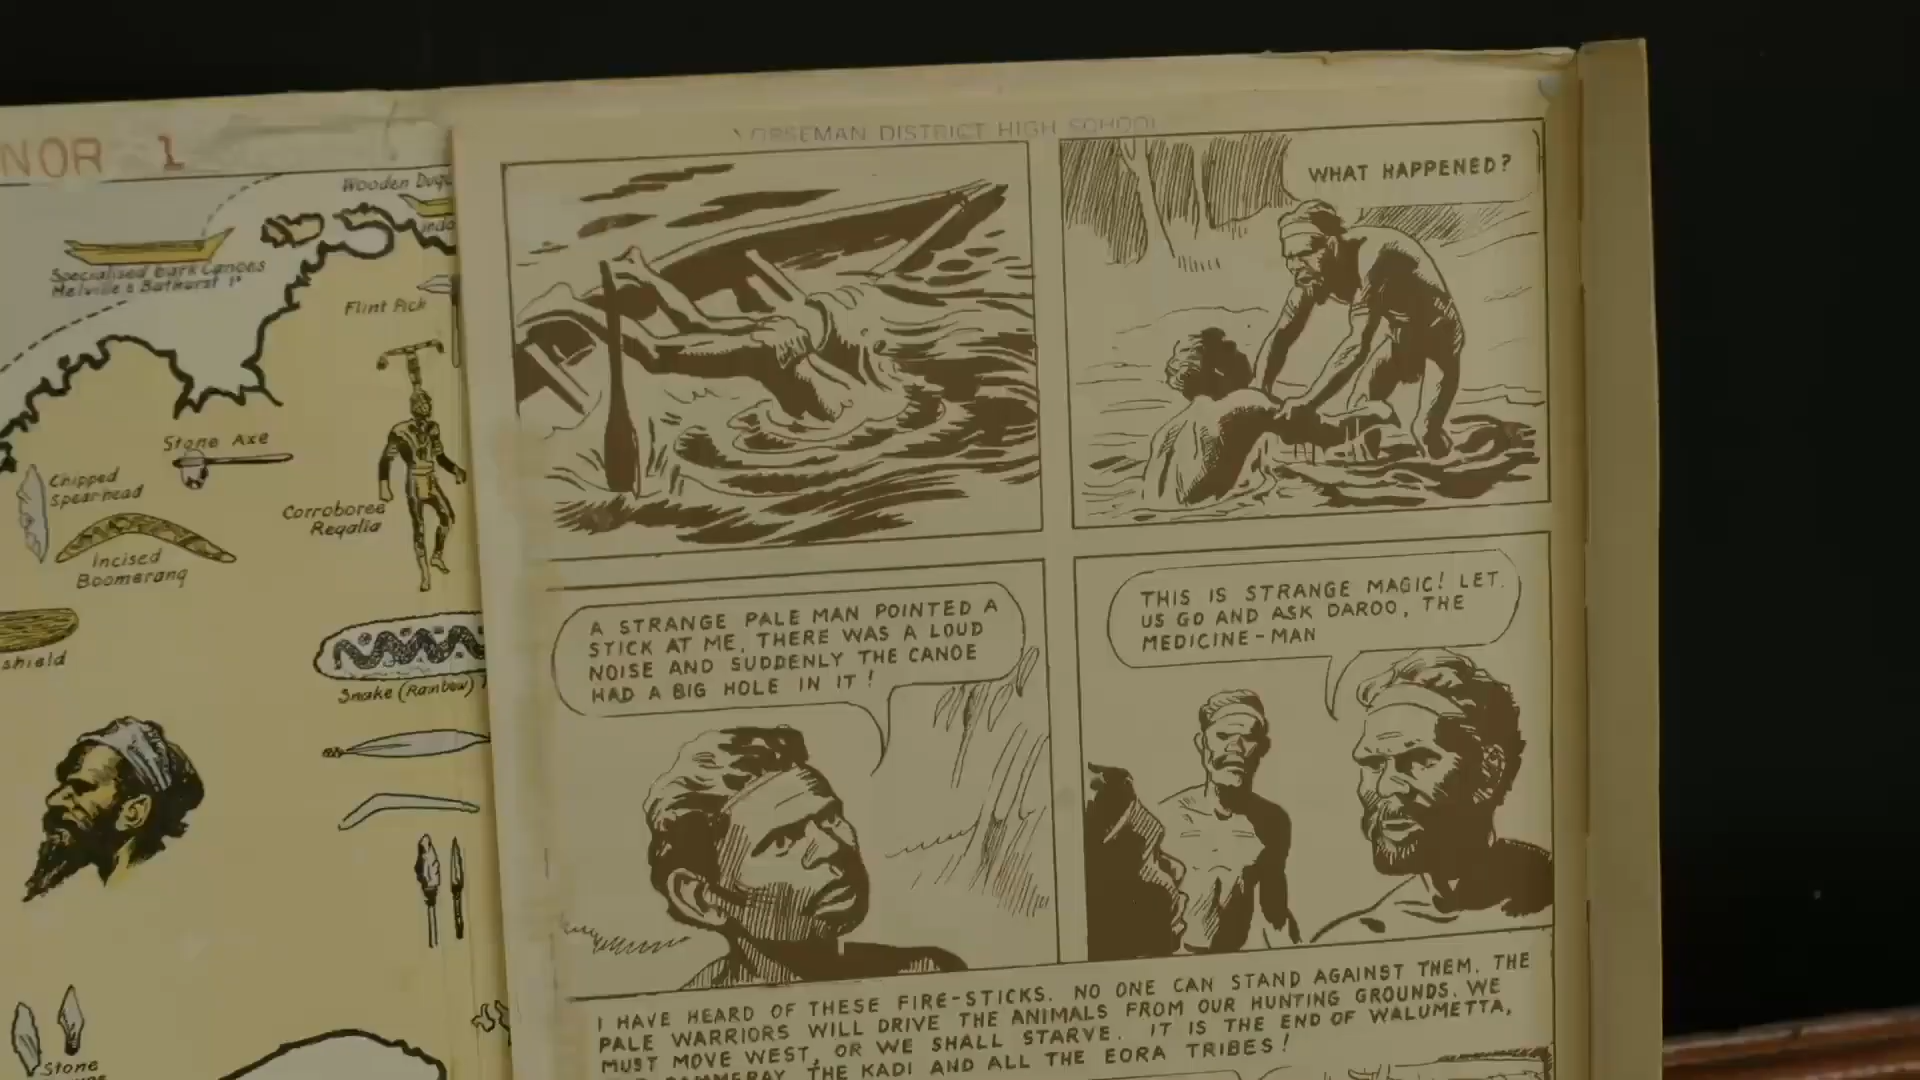 NOR 1
Wooden
Specialised Bark Canoes
Melville & Bathurst Is
Flint Pick
Stone Axe
Chipped
Spearhead
Corroboree
Regalia
Incised
Boomerang
shield
Snake (Rainbow)
Stone
ORSEMAN DISTRICT HIGH SCHOOL
WHAT HAPPENED?
A STRANGE PALE MAN POINTED A
STICK AT ME, THERE WAS A LOUD
NOISE AND SUDDENLY THE CANOE
HAD A BIG HOLE IN IT!
THIS IS STRANGE MAGIC! LET
US GO AND ASK DAROO, THE
MEDICINE-MAN
I HAVE HEARD OF THESE FIRE-STICKS. NO ONE CAN STAND AGAINST THEM. THE
PALE WARRIORS WILL DRIVE THE ANIMALS FROM OUR HUNTING GROUNDS. WE
MUST MOVE WEST, OR WE SHALL STARVE. IT IS THE END OF WALUMETTA,
THE KADI AND ALL THE EORA TRIBES!